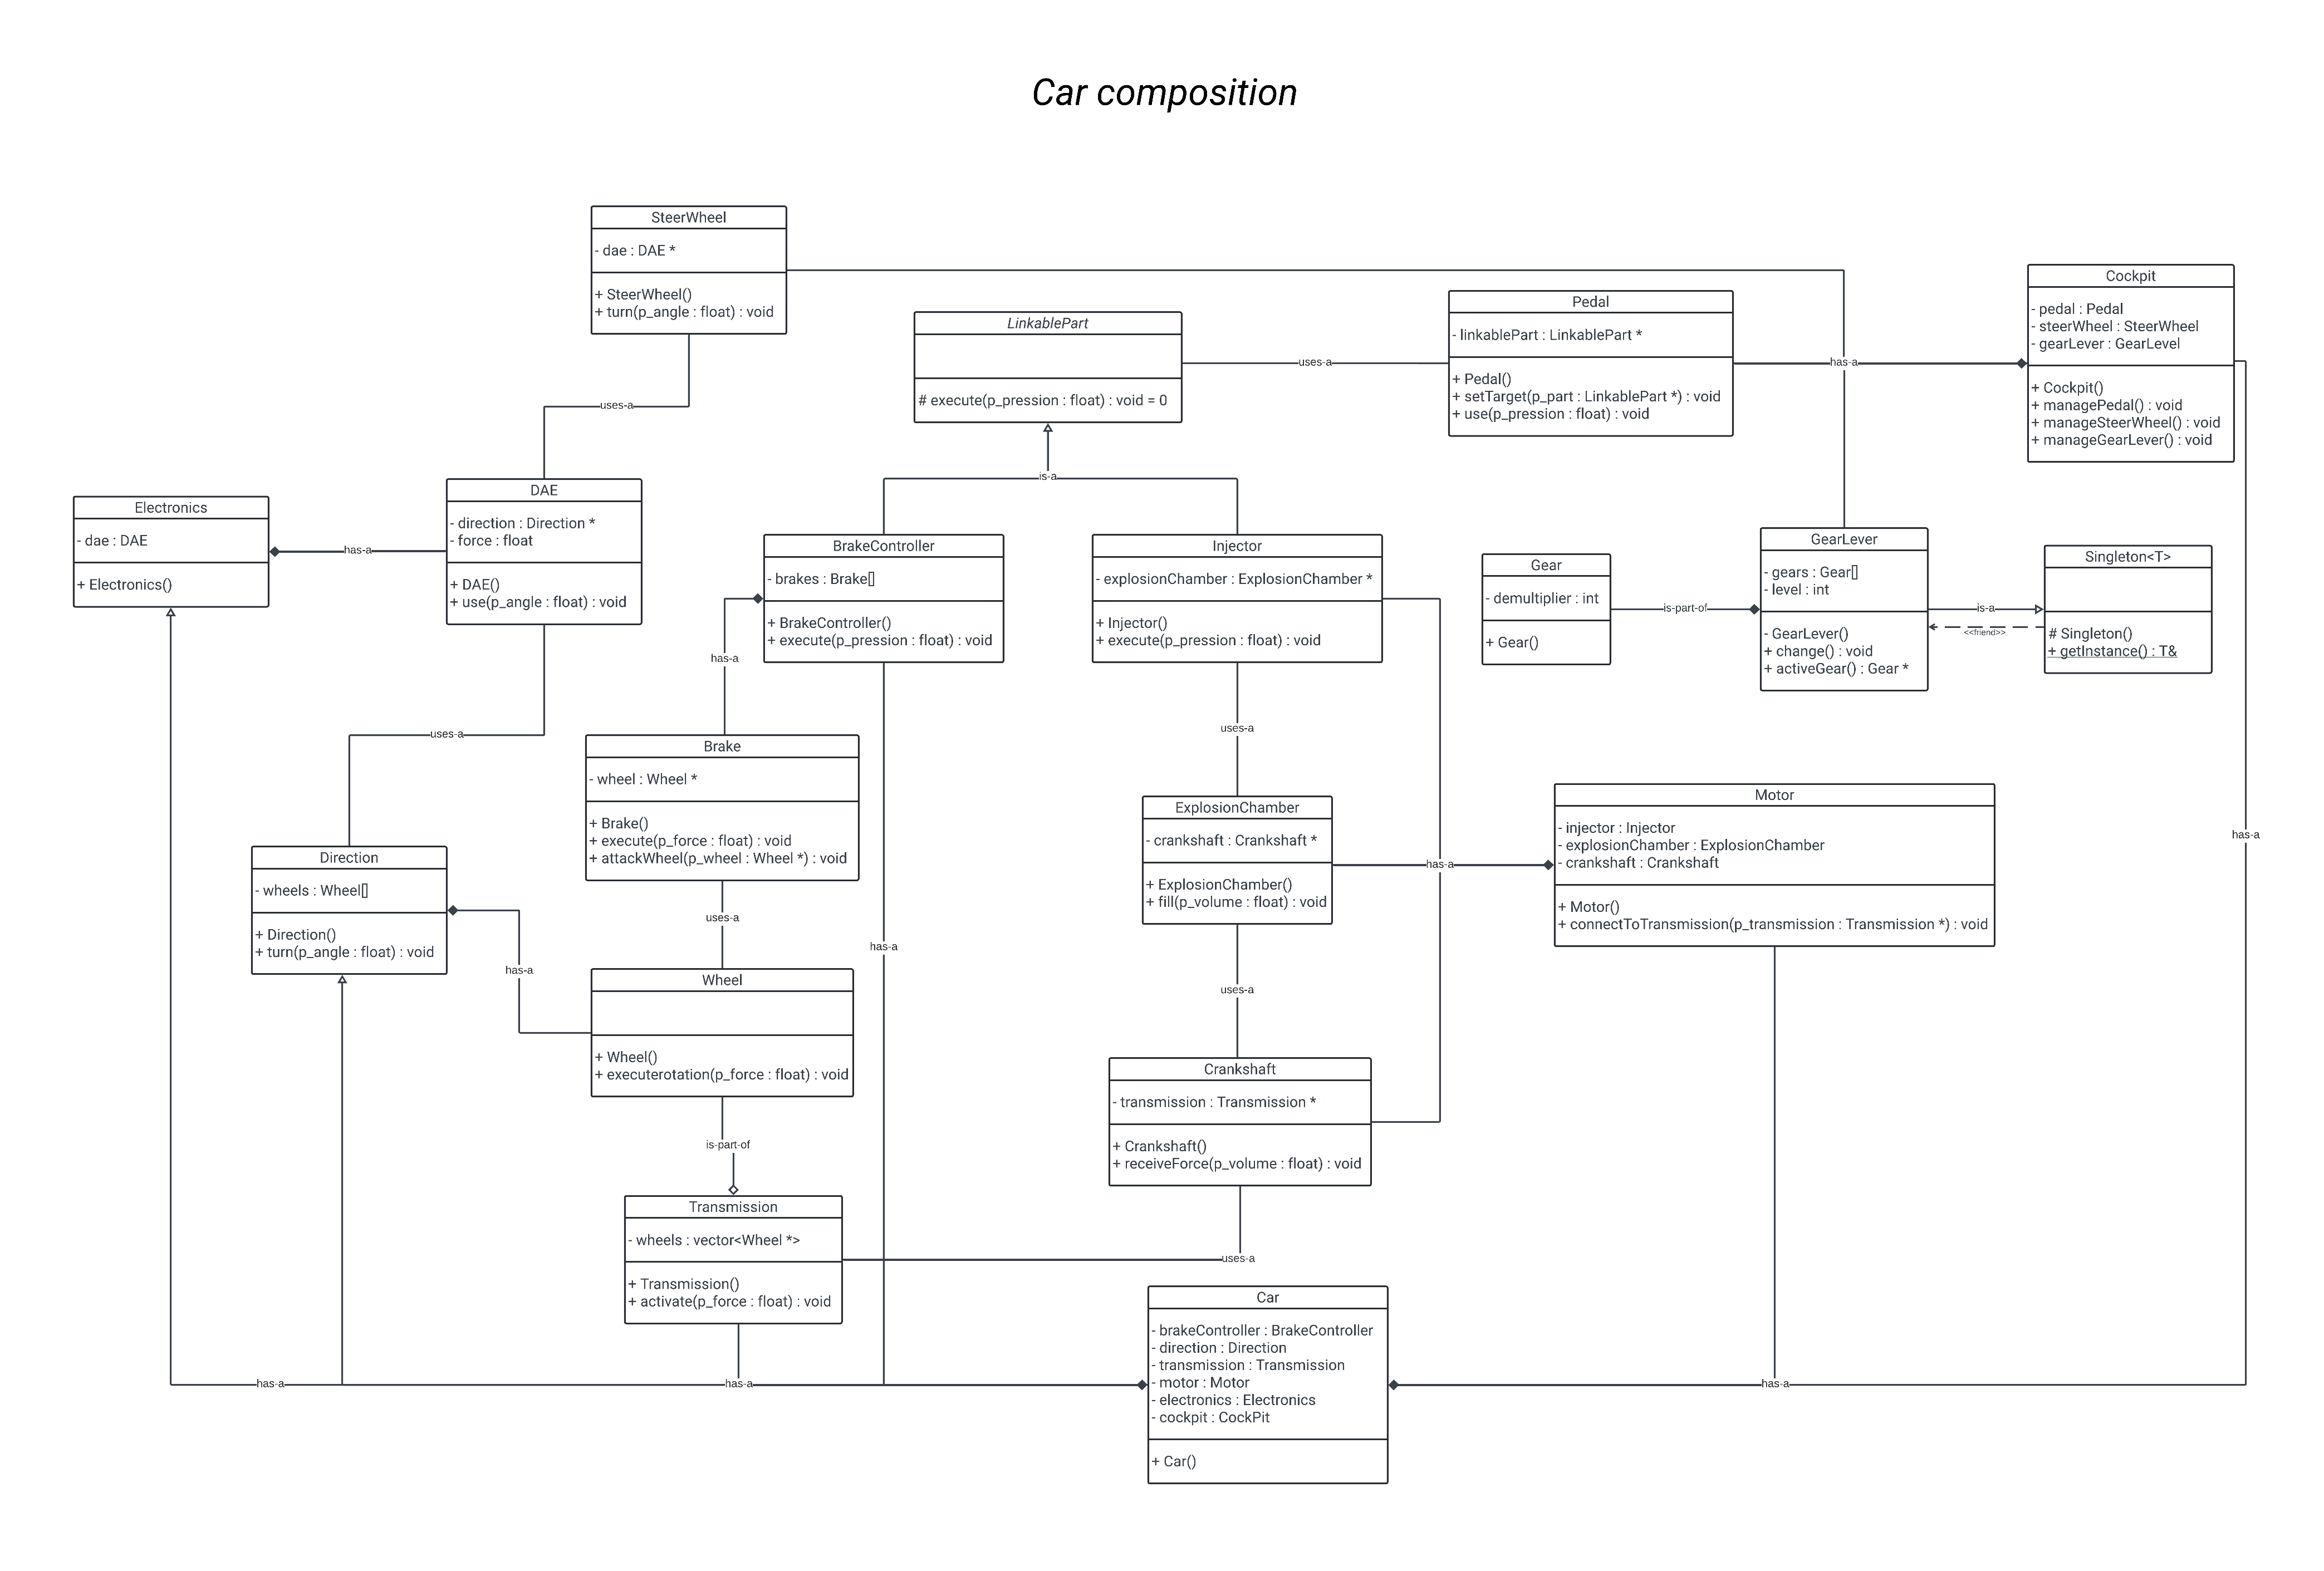 Car composition
SteerWheel
- dae : DAE *
+ SteerWheel()
+ turn(p_angle : float) : void
LinkablePart
# execute(p_pression : float) : void = 0
uses-a
Pedal
- linkablePart : LinkablePart *
+ Pedal()
+ setTarget(p_part : LinkablePart *) : void
+ use(p_pression : float) : void
has-a
Cockpit
- pedal : Pedal
- steerWheel : SteerWheel
- gearLever : GearLevel
+ Cockpit()
+ managePedal() : void
+ manageSteerWheel() : void
+ manageGearLever() : void
uses-a
is-a
Electronics
- dae : DAE
+ Electronics()
has-a
DAE
- direction : Direction *
- force : float
+ DAE()
+ use(p_angle : float) : void
BrakeController
- brakes : Brake[]
+ BrakeController()
+ execute(p_pression : float) : void
Injector
- explosionChamber : ExplosionChamber *
+ Injector()
+ execute(p_pression : float) : void
Gear
- demultiplier : int
+ Gear()
is-part-of
GearLever
- gears : Gear[]
- level : int
- GearLever()
+ change() : void
+ activeGear() : Gear *
is-a
<<friend>>
Singleton<T>
# Singleton()
+ getInstance() : T&
has-a
uses-a
uses-a
Brake
- wheel : Wheel *
+ Brake()
+ execute(p_force : float) : void
+ attackWheel(p_wheel : Wheel *) : void
ExplosionChamber
- crankshaft : Crankshaft *
+ ExplosionChamber()
+ fill(p_volume : float) : void
has-a
Motor
- injector : Injector
- explosionChamber : ExplosionChamber
- crankshaft : Crankshaft
+ Motor()
+ connectToTransmission(p_transmission : Transmission *) : void
has-a
Direction
- wheels : Wheel[]
+ Direction()
+ turn(p_angle : float) : void
uses-a
has-a
has-a
uses-a
Wheel
+ Wheel()
+ executerotation(p_force : float) : void
Crankshaft
- transmission : Transmission *
+ Crankshaft()
+ receiveForce(p_volume : float) : void
is-part-of
Transmission
- wheels : vector<Wheel *>
+ Transmission()
+ activate(p_force : float) : void
uses-a
Car
- brakeController : BrakeController
- direction : Direction
- transmission : Transmission
- motor : Motor
- electronics : Electronics
- cockpit : CockPit
+ Car()
has-a
has-a
has-a